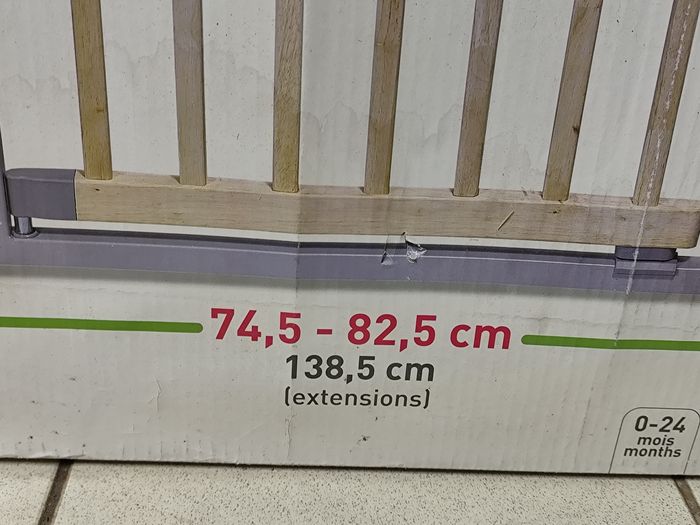 74,5 - 82,5 cm
138,5 cm
(extensions)
0-24
mois
months